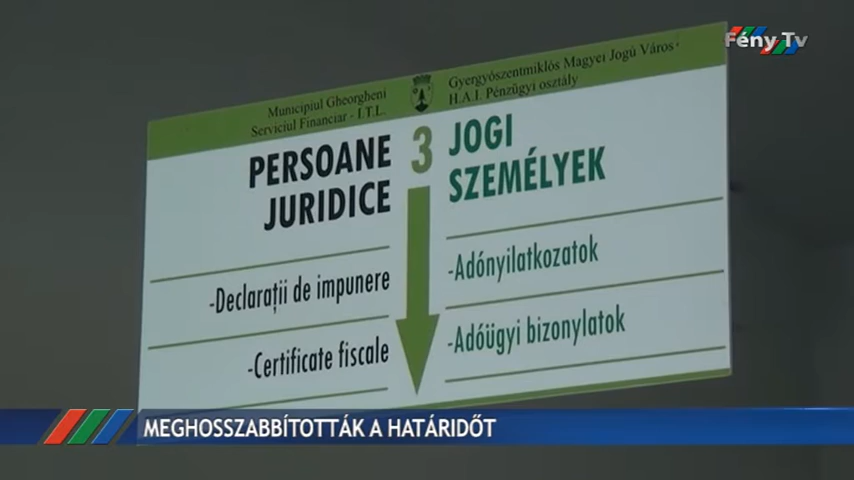 Fény Tv
Municipiul Gheorgheni
Serviciul Financiar - I.T.L.
Gyergyószentmiklós Magyei Jogú Város
H.A.I. Pénzügyi osztály
PERSOANE
JURIDICE
3
JOGI
SZEMÉLYEK
-Declarații de impunere
-Adónyilatkozatok
-Certificate fiscale
-Adóügyi bizonylatok
MEGHOSSZABBÍTOTTÁK A HATÁRIDŐT